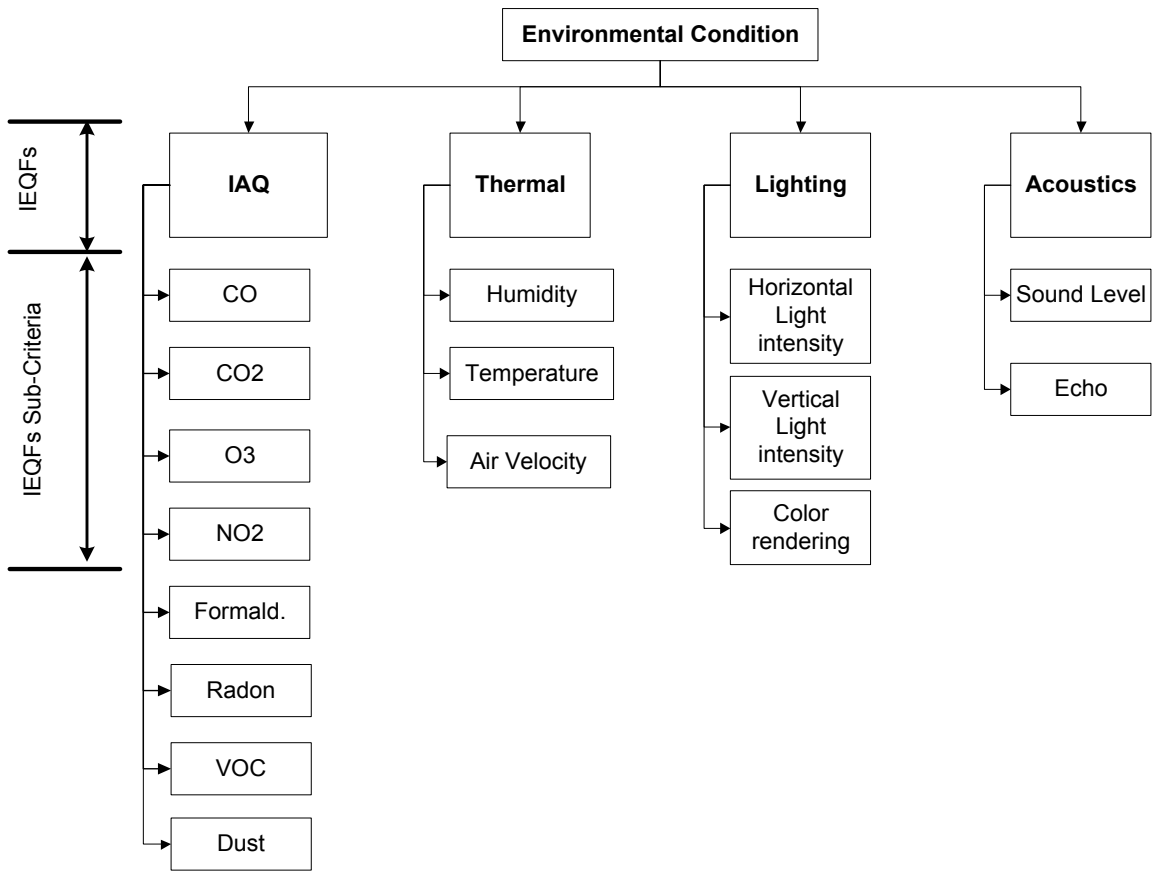 Environmental Condition
IEQFs
IEQFs Sub-Criteria
IAQ
CO
CO2
O3
NO2
Formald.
Radon
VOC
Dust
Thermal
Humidity
Temperature
Air Velocity
Lighting
Horizontal
Light
intensity
Vertical
Light
intensity
Color
rendering
Acoustics
Sound Level
Echo